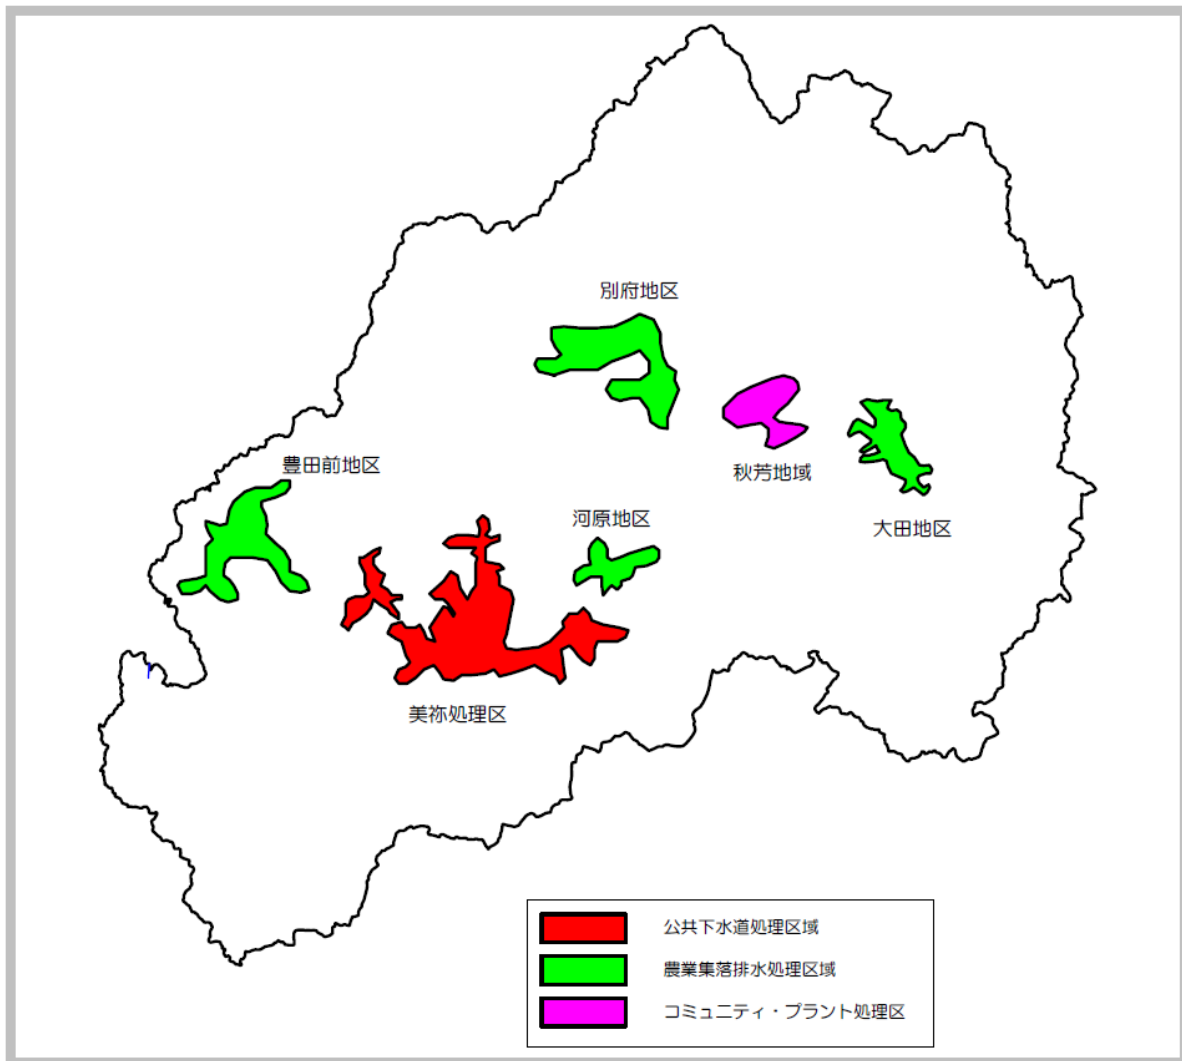 別府地区
秋芳地域
豊田前地区
河原地区
大田地区
美祢処理区
公共下水道処理区域
農業集落排水処理区域
コミュニティ・プラント処理区